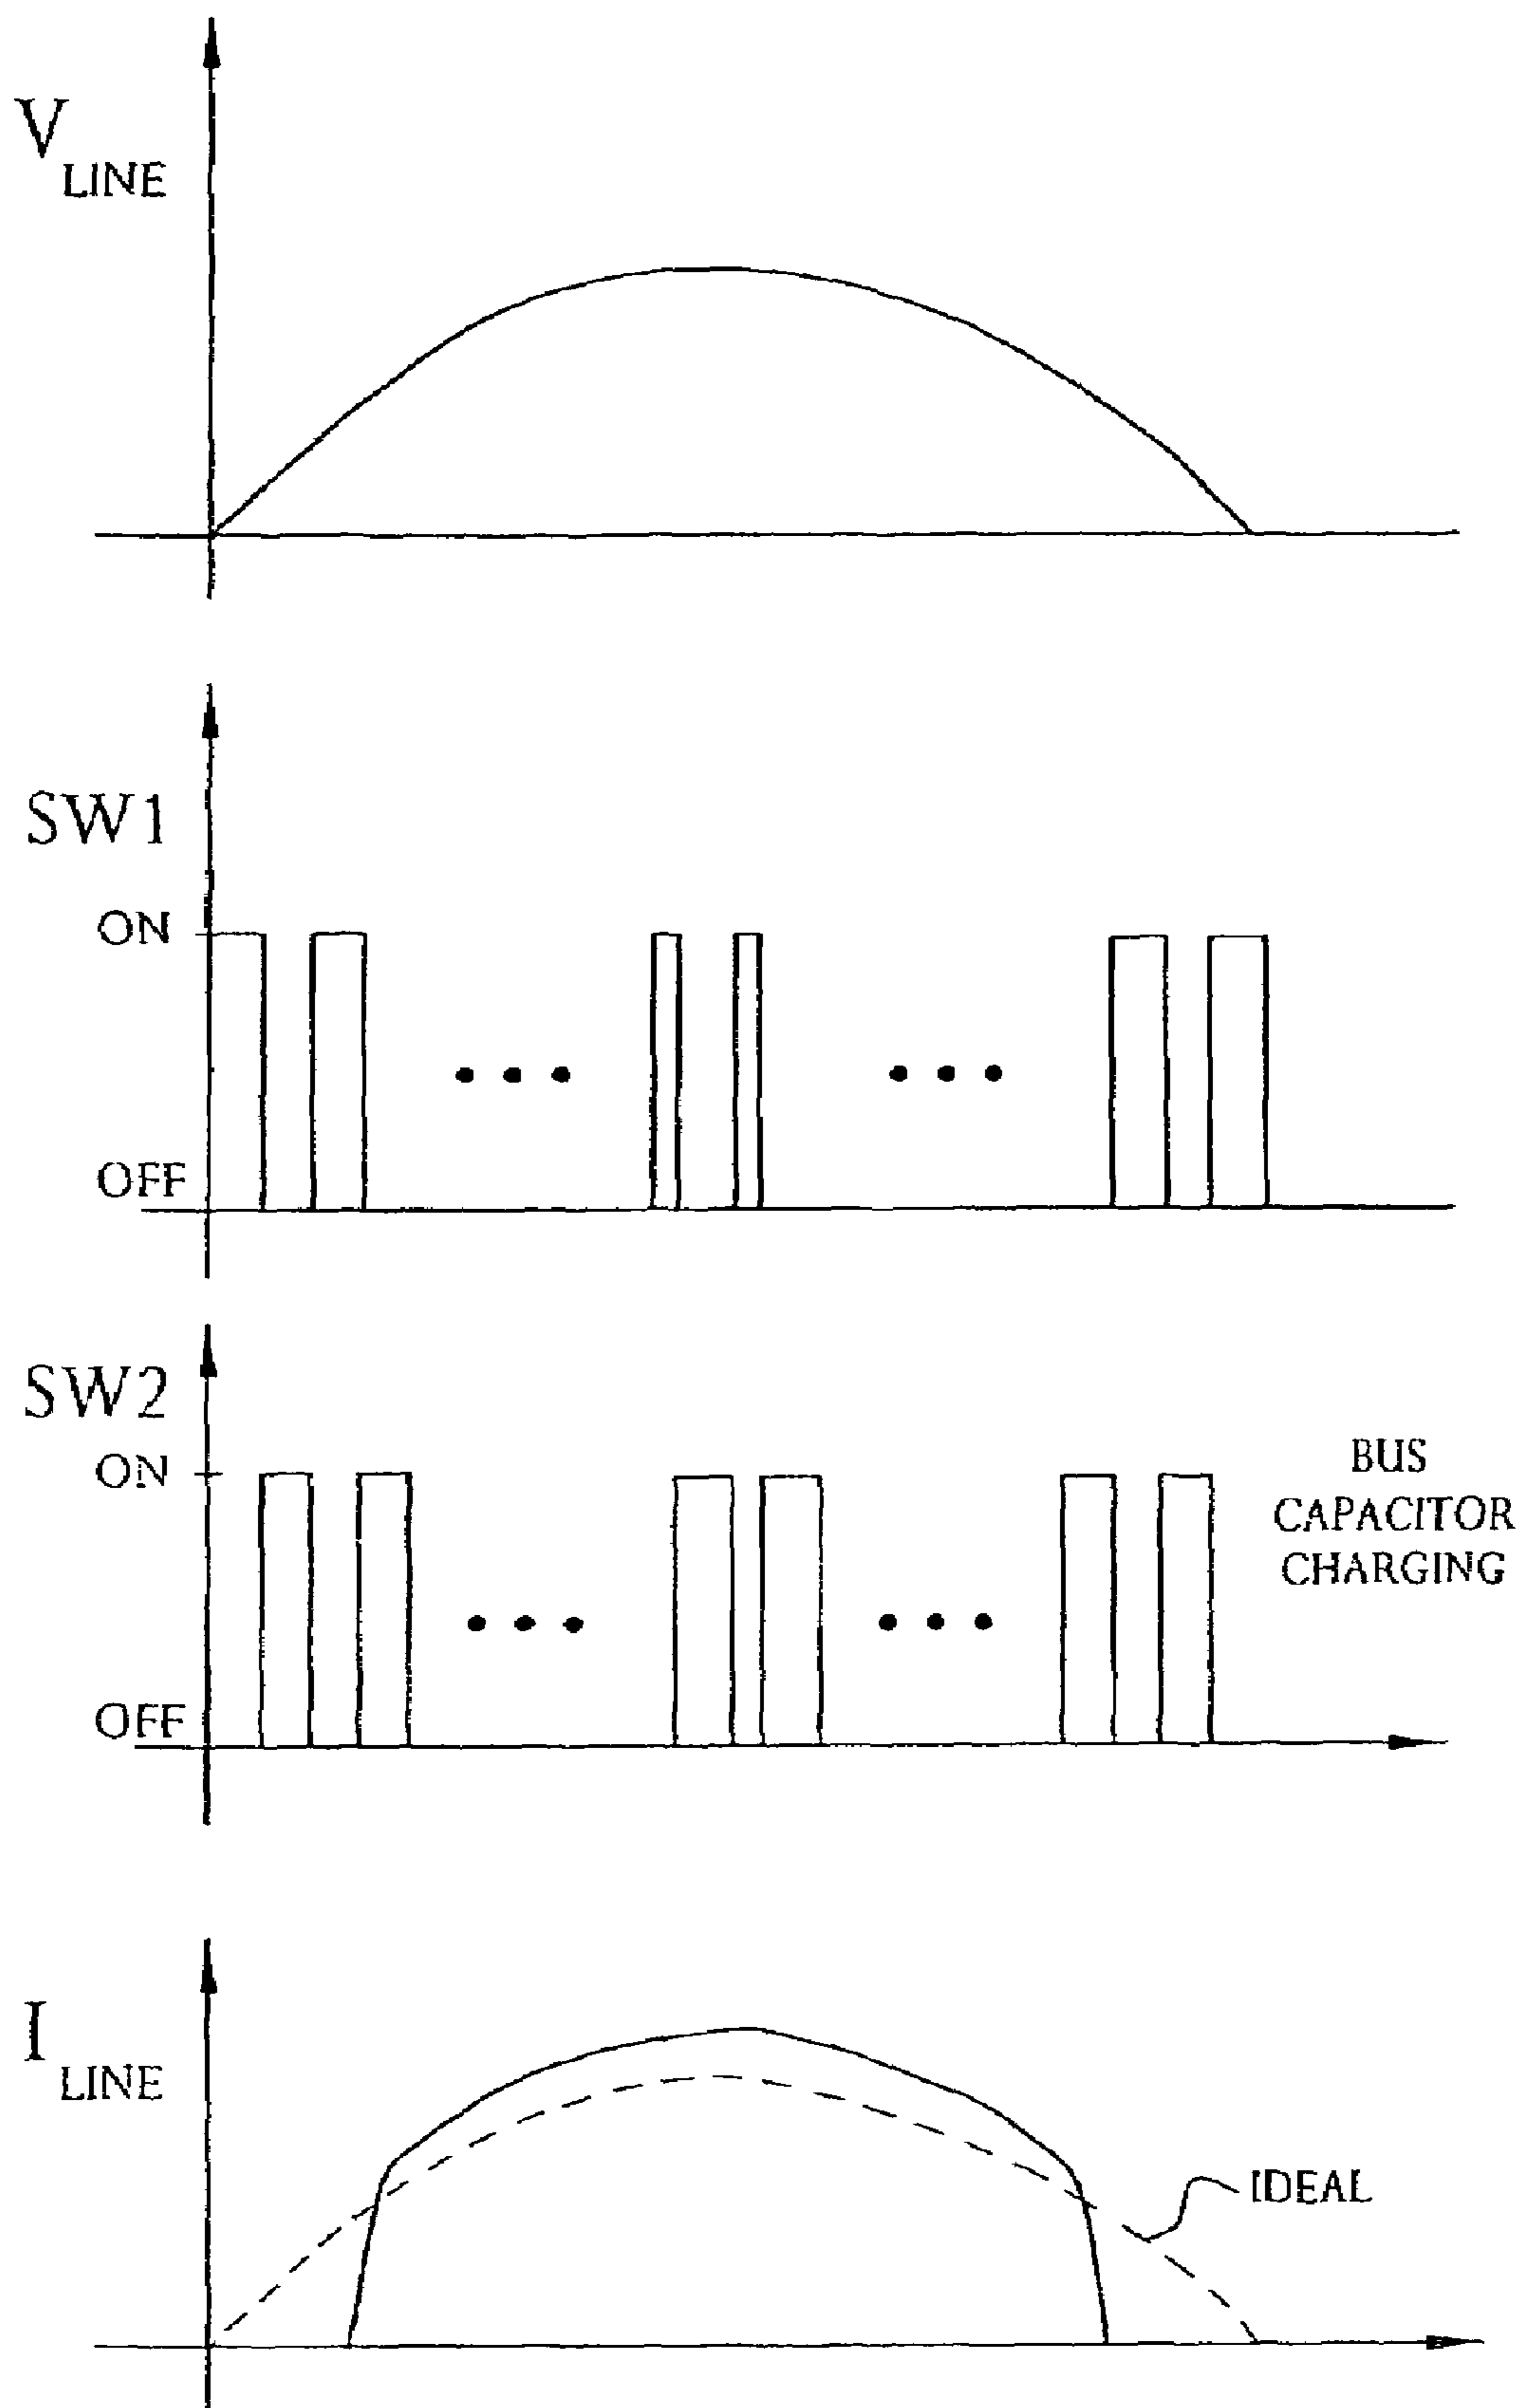 V LINE
SW1
ON
OFF
SW2
ON
BUS
CAPACITOR
CHARGING
OFF
I LINE
IDEAL